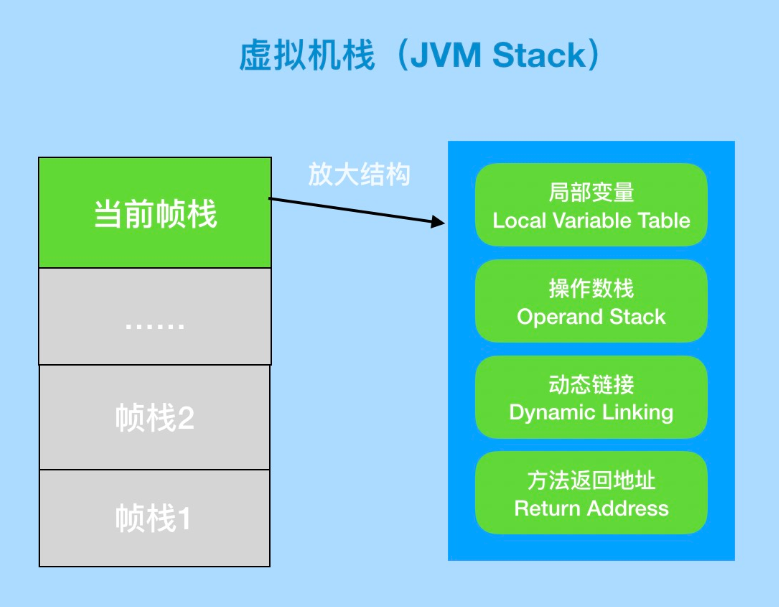 虚拟机栈（JVM Stack）
当前帧栈
……
帧栈2
帧栈1
放大结构
局部变量
Local Variable Table
操作数栈
Operand Stack
动态链接
Dynamic Linking
方法返回地址
Return Address